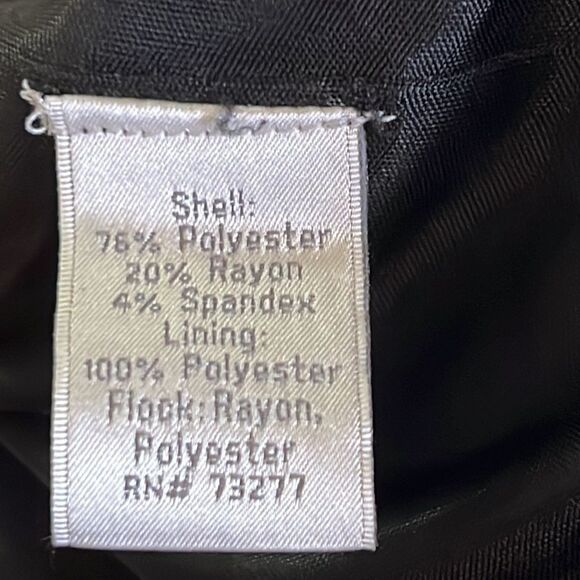 Shell:
76% Polyester
20% Rayon
4% Spandex
Lining:
100% Polyester
Flock: Rayon,
Polyester
RN# 73277